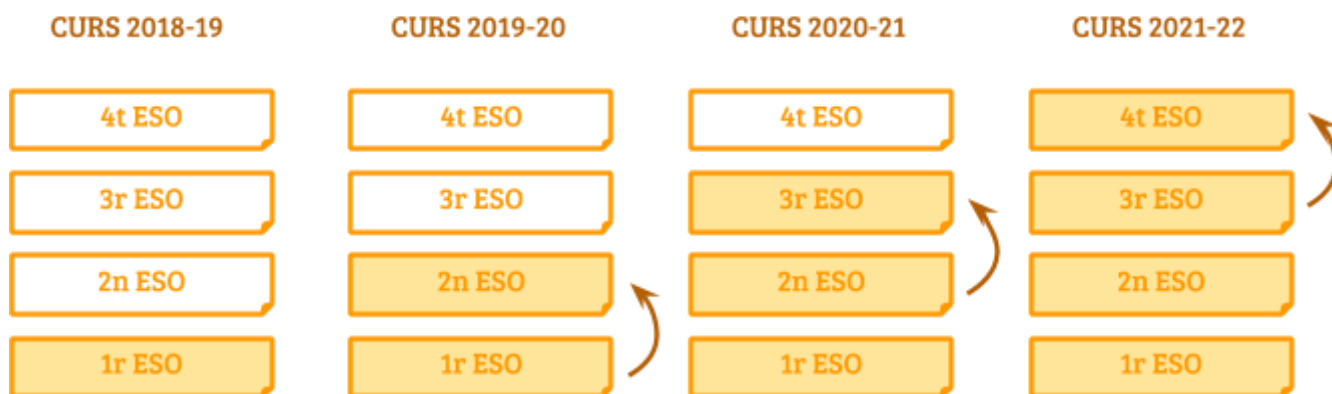 CURS 2018-19 CURS 2019-20 CURS 2020-21 CURS 2021-22
4t ESO 4t ESO 4t ESO 4t ESO
3r ESO 3r ESO 3r ESO 3r ESO
2n ESO 2n ESO 2n ESO 2n ESO
1r ESO 1r ESO 1r ESO 1r ESO